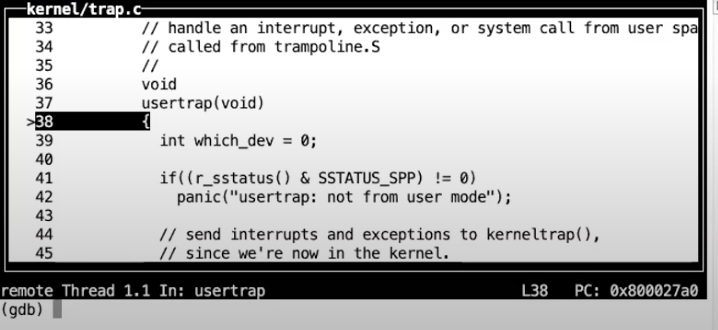 kernel/trap.c
33 // handle an interrupt, exception, or system call from user spa
34 // called from trampoline.S
35 //
36 void
37 usertrap(void)
>38 {
39 int which_dev = 0;
40
41 if((r_sstatus() & SSTATUS_SPP) != 0)
42 panic("usertrap: not from user mode");
43
44 // send interrupts and exceptions to kerneltrap(),
45 // since we're now in the kernel.
remote Thread 1.1 In: usertrap L38 PC: 0x800027a0
(gdb)